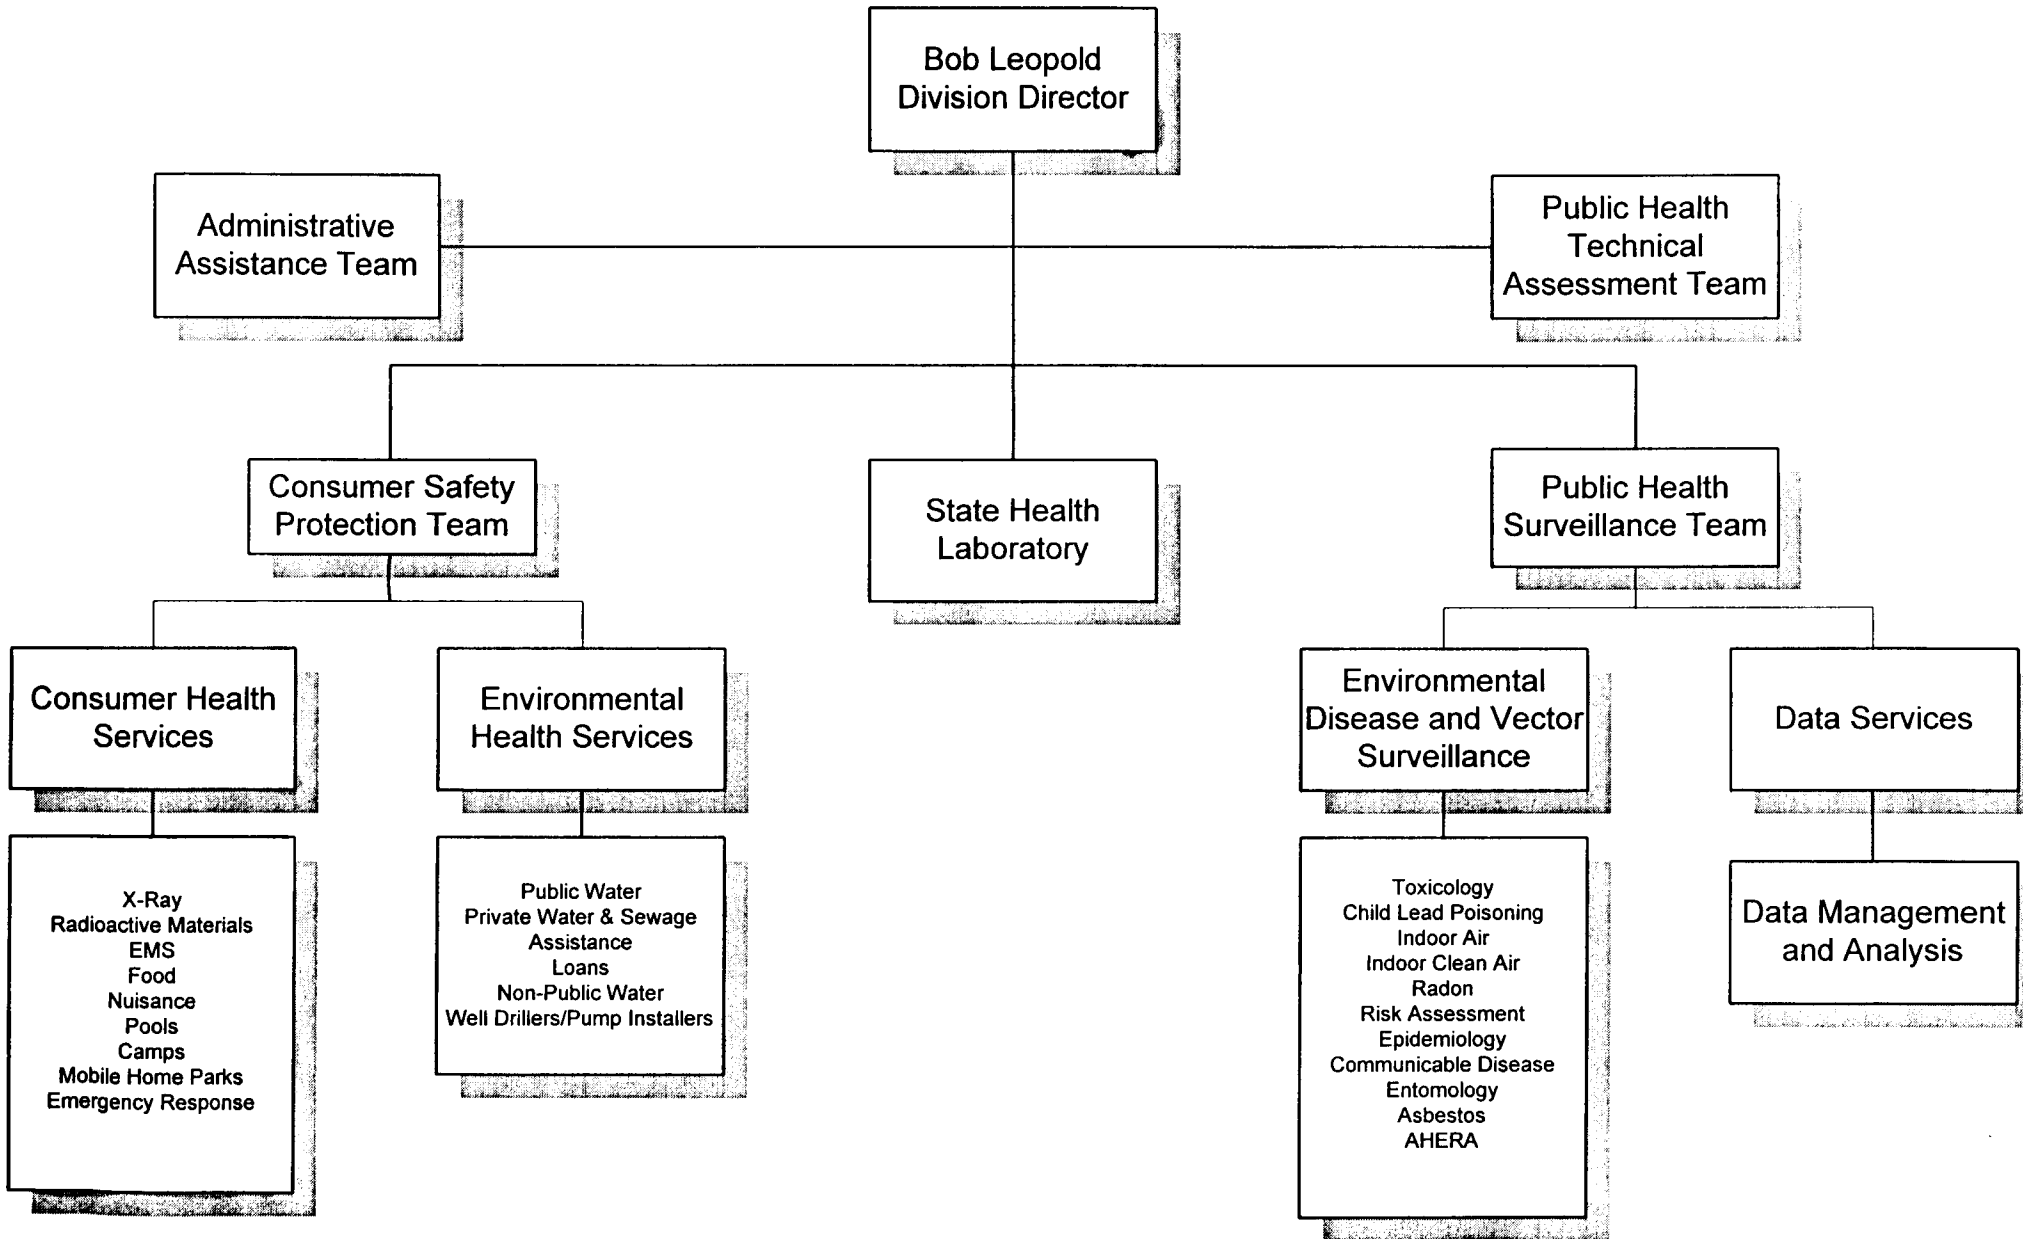 Bob Leopold
Division Director
Administrative
Assistance Team
Public Health
Technical
Assessment Team
Consumer Safety
Protection Team
State Health
Laboratory
Public Health
Surveillance Team
Consumer Health
Services
Environmental
Health Services
Environmental
Disease and Vector
Surveillance
Data Services
X-Ray
Radioactive Materials
EMS
Food
Nuisance
Pools
Camps
Mobile Home Parks
Emergency Response
Public Water
Private Water & Sewage
Assistance
Loans
Non-Public Water
Well Drillers/Pump Installers
Toxicology
Child Lead Poisoning
Indoor Air
Indoor Clean Air
Radon
Risk Assessment
Epidemiology
Communicable Disease
Entomology
Asbestos
AHERA
Data Management
and Analysis